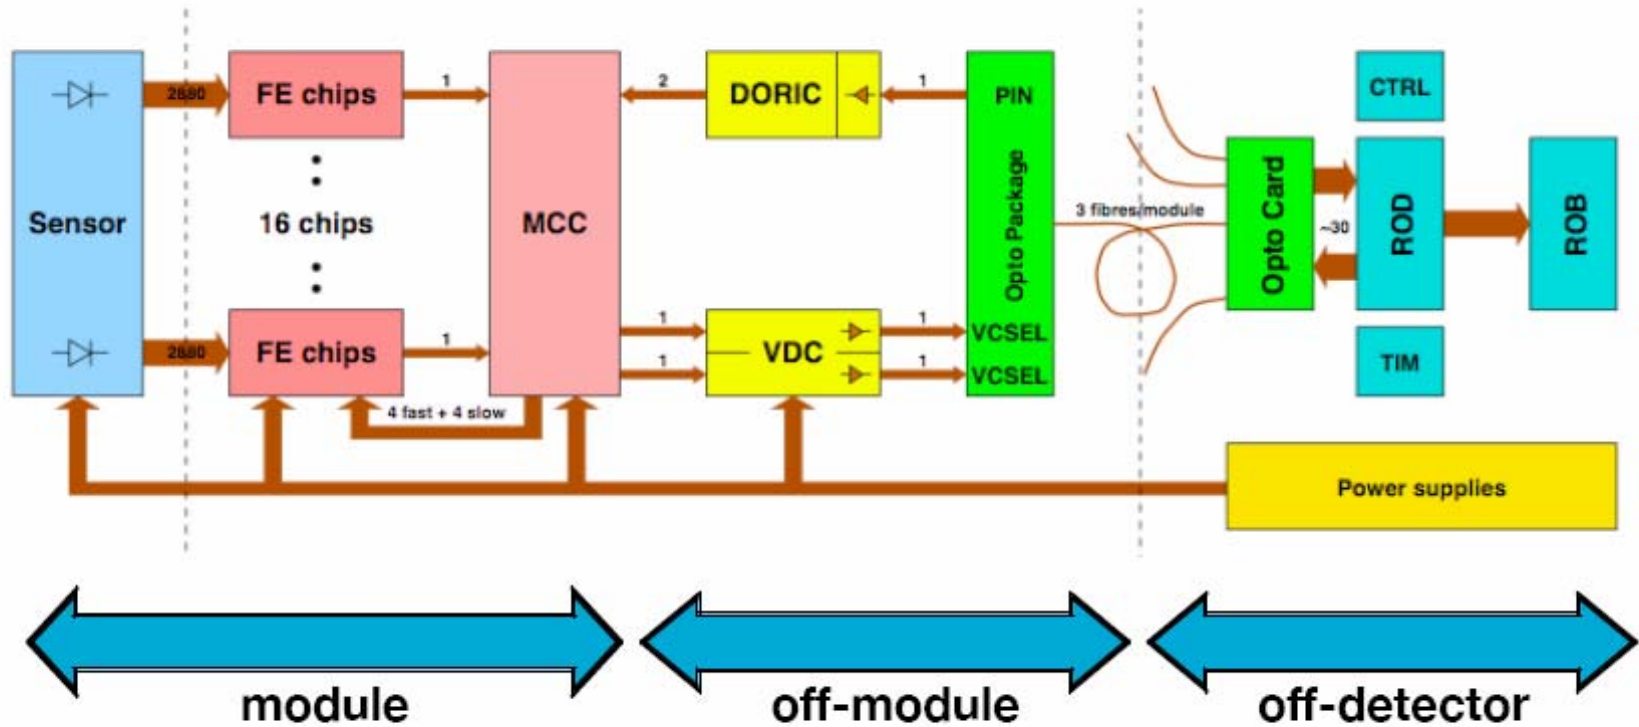 Sensor
2880
FE chips
1
16 chips
2880
FE chips
1
4 fast + 4 slow
MCC
2
DORIC
1
1
1
VDC
1
1
PIN
Opto Package
VCSEL
VCSEL
3 fibres/module
Opto Card
~30
CTRL
ROD
TIM
ROB
Power supplies
module
off-module
off-detector